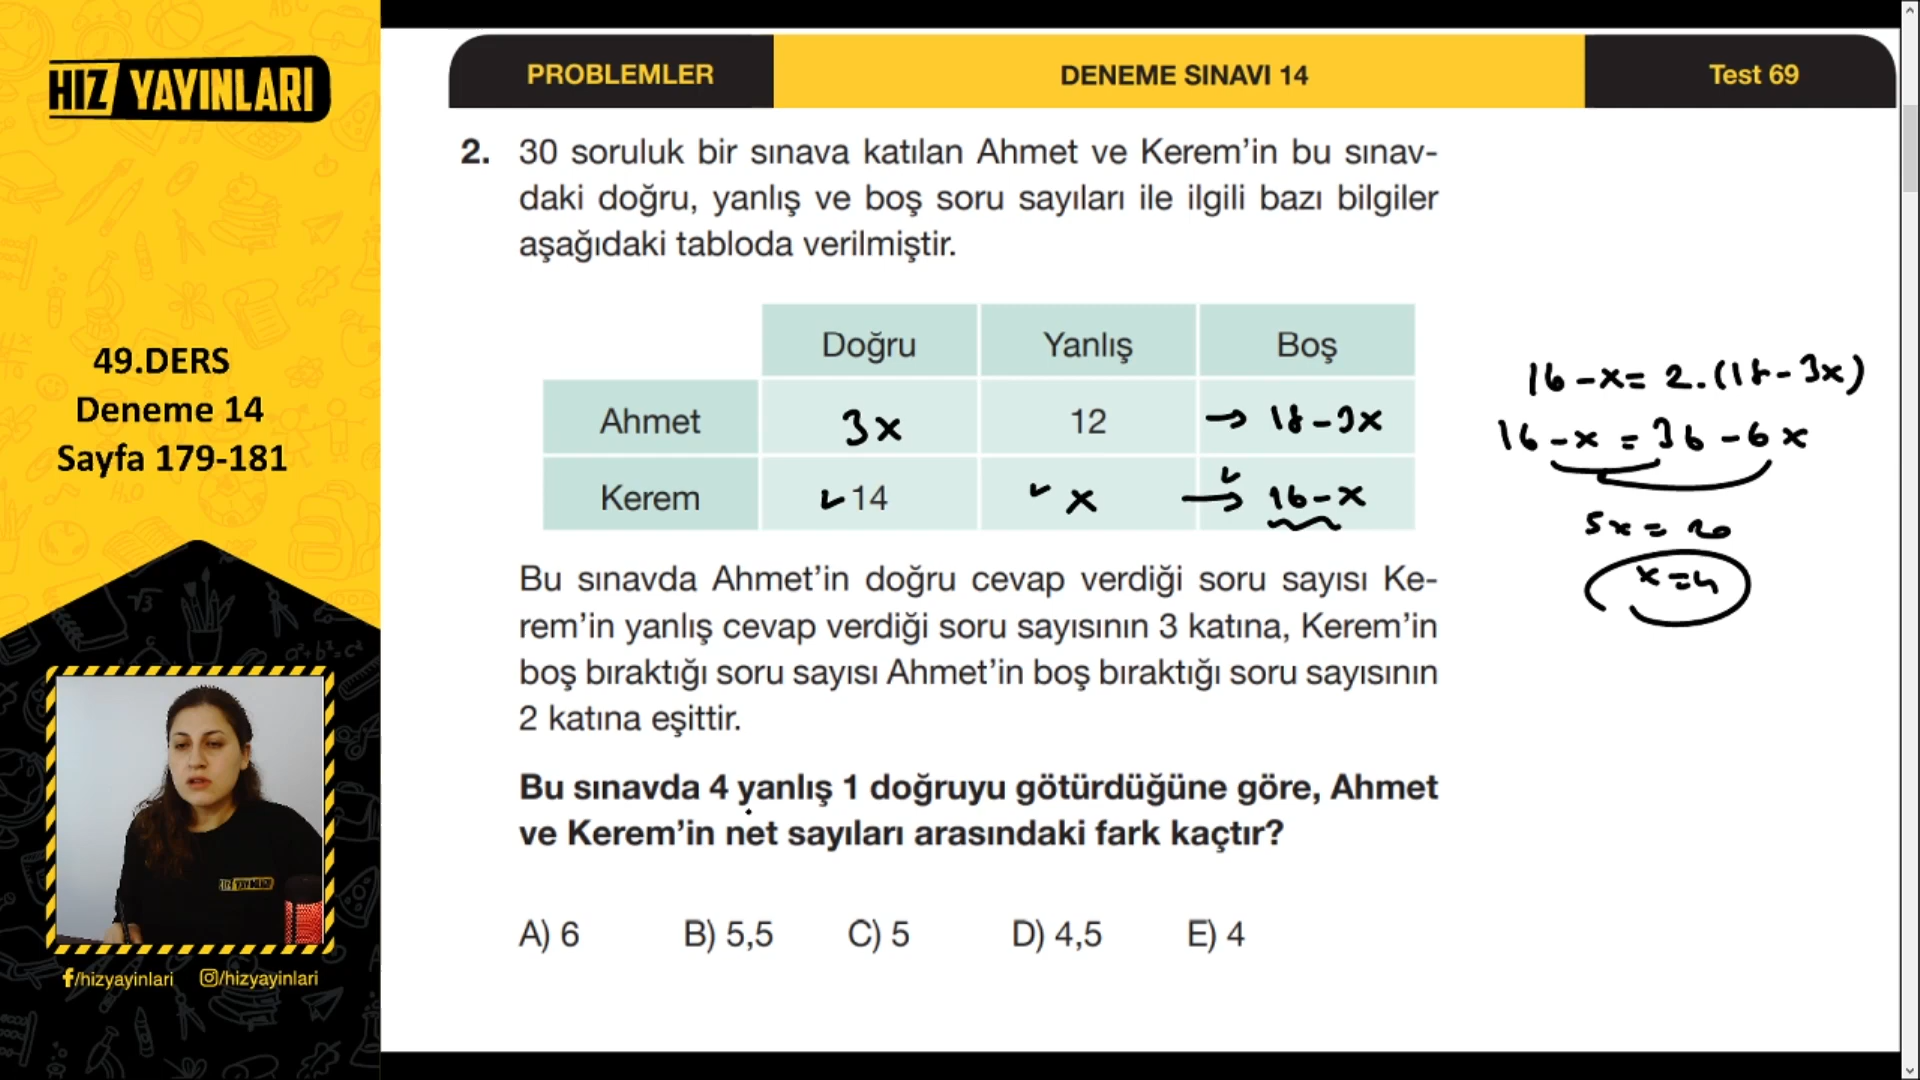 HIZ YAYINLARI
49.DERS
Deneme 14
Sayfa 179-181
/hizyayinlari /hizyayinlari
PROBLEMLER DENEME SINAVI 14 Test 69
2. 30 soruluk bir sınava katılan Ahmet ve Kerem’in bu sınav-
daki doğru, yanlış ve boş soru sayıları ile ilgili bazı bilgiler
aşağıdaki tabloda verilmiştir.
Doğru Yanlış Boş
Ahmet 3x 12 → 18-3x
Kerem 14 x → 16-x
Bu sınavda Ahmet’in doğru cevap verdiği soru sayısı Ke-
rem’in yanlış cevap verdiği soru sayısının 3 katına, Kerem’in
boş bıraktığı soru sayısı Ahmet’in boş bıraktığı soru sayısının
2 katına eşittir.
Bu sınavda 4 yanlış 1 doğruyu götürdüğüne göre, Ahmet
ve Kerem’in net sayıları arasındaki fark kaçtır?
A) 6 B) 5,5 C) 5 D) 4,5 E) 4
16-x = 2.(18-3x)
16-x = 36-6x
5x = 20
x=4